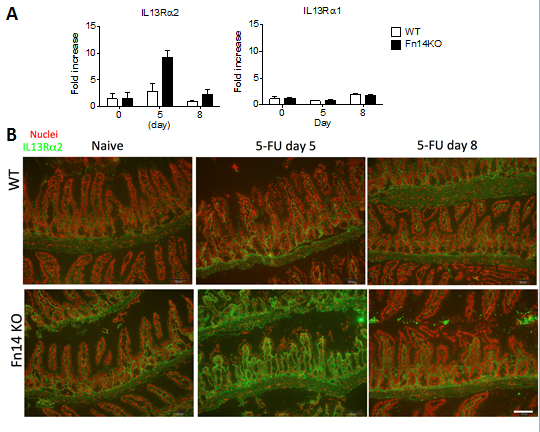 A
IL13Rα2
IL13Rα1
Fold increase
15
10
5
0
0
5
8
(day)
Fold increase
15
10
5
0
0
5
8
Day
WT
Fn14KO
B
Nuclei
IL13Rα2
Naive
5-FU day 5
5-FU day 8
WT
Fn14 KO